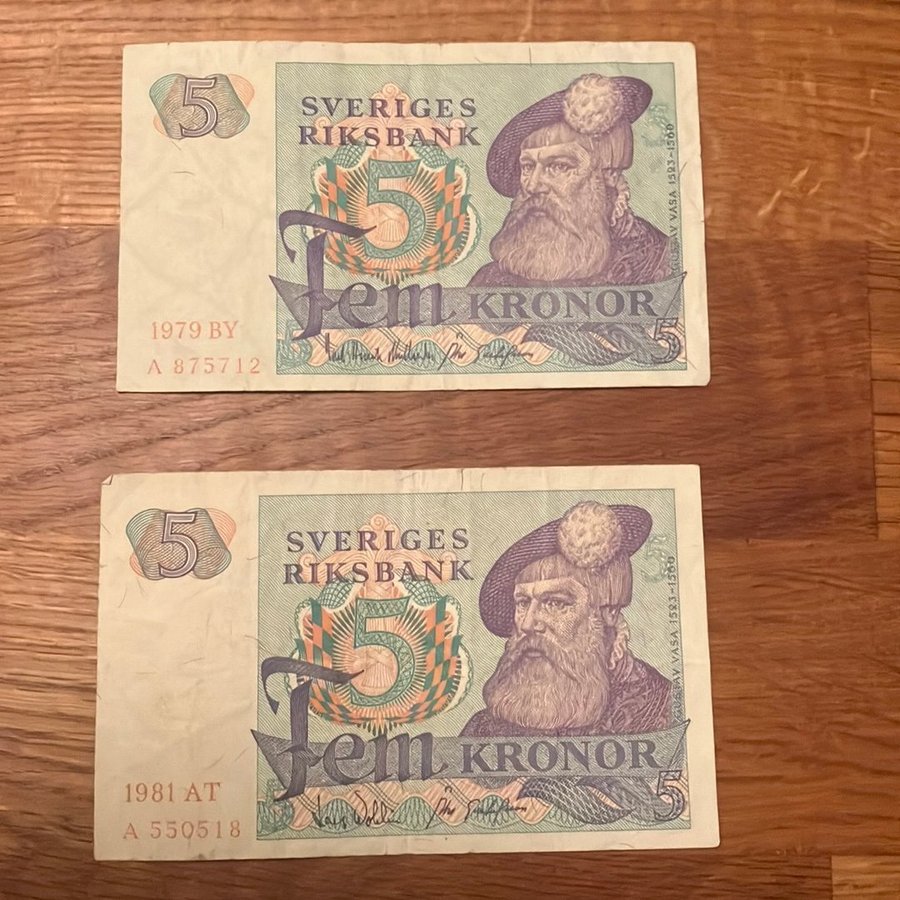 5
SVERIGES
RIKSBANK
5
Fem KRONOR
GUSTAV VASA 1523-1560
1979 BY
A 875712
5
5
SVERIGES
RIKSBANK
5
Fem KRONOR
GUSTAV VASA 1523-1560
1981 AT
A 550518
5